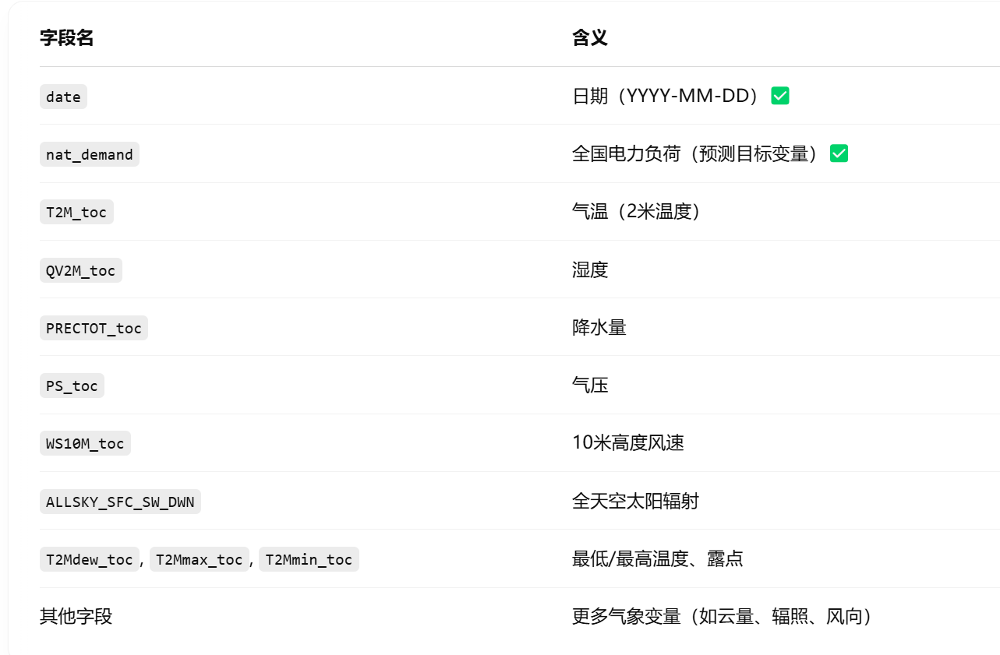 字段名 含义
date 日期（YYYY-MM-DD）✅
nat_demand 全国电力负荷（预测目标变量）✅
T2M_toc 气温（2米温度）
QV2M_toc 湿度
PRECTOT_toc 降水量
PS_toc 气压
WS10M_toc 10米高度风速
ALLSKY_SFC_SW_DWN 全天空太阳辐射
T2Mdew_toc, T2Mmax_toc, T2Mmin_toc 最低/最高温度、露点
其他字段 更多气象变量（如云量、辐照、风向）